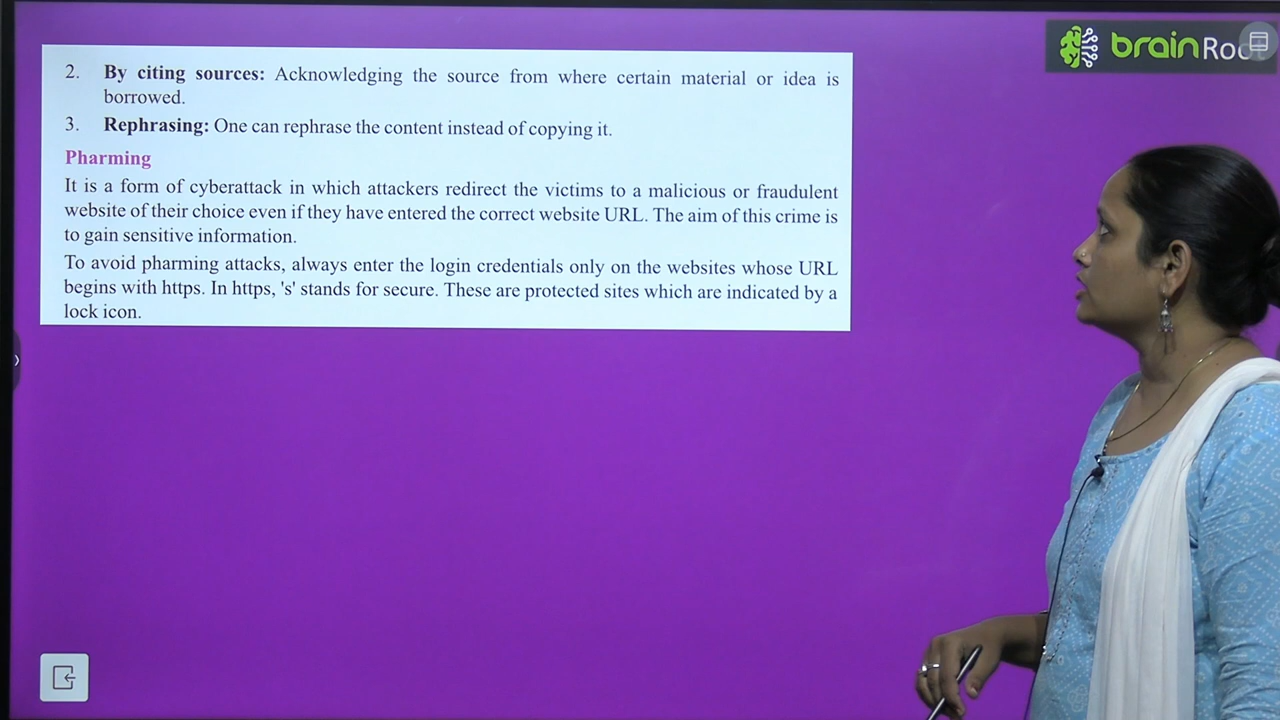 brainRoot
2. By citing sources: Acknowledging the source from where certain material or idea is
borrowed.
3. Rephrasing: One can rephrase the content instead of copying it.
Pharming
It is a form of cyberattack in which attackers redirect the victims to a malicious or fraudulent
website of their choice even if they have entered the correct website URL. The aim of this crime is
to gain sensitive information.
To avoid pharming attacks, always enter the login credentials only on the websites whose URL
begins with https. In https, 's' stands for secure. These are protected sites which are indicated by a
lock icon.